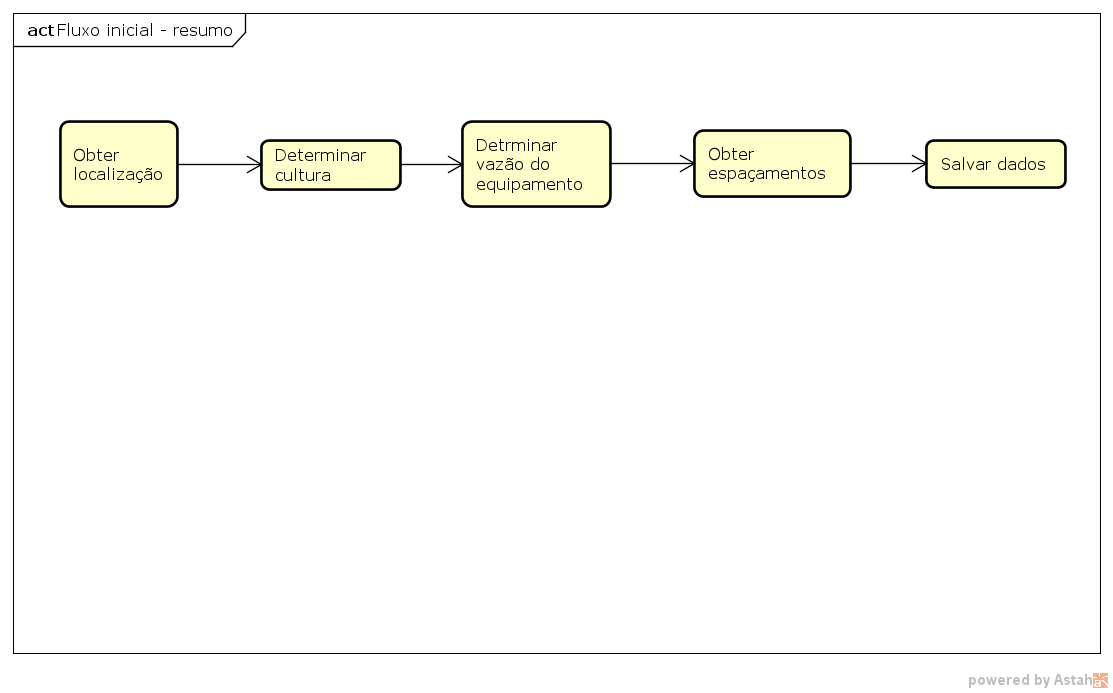 act Fluxo inicial - resumo
Obter
localização
Determinar
cultura
Detrminar
vazão do
equipamento
Obter
espaçamentos
Salvar dados
powered by Astah